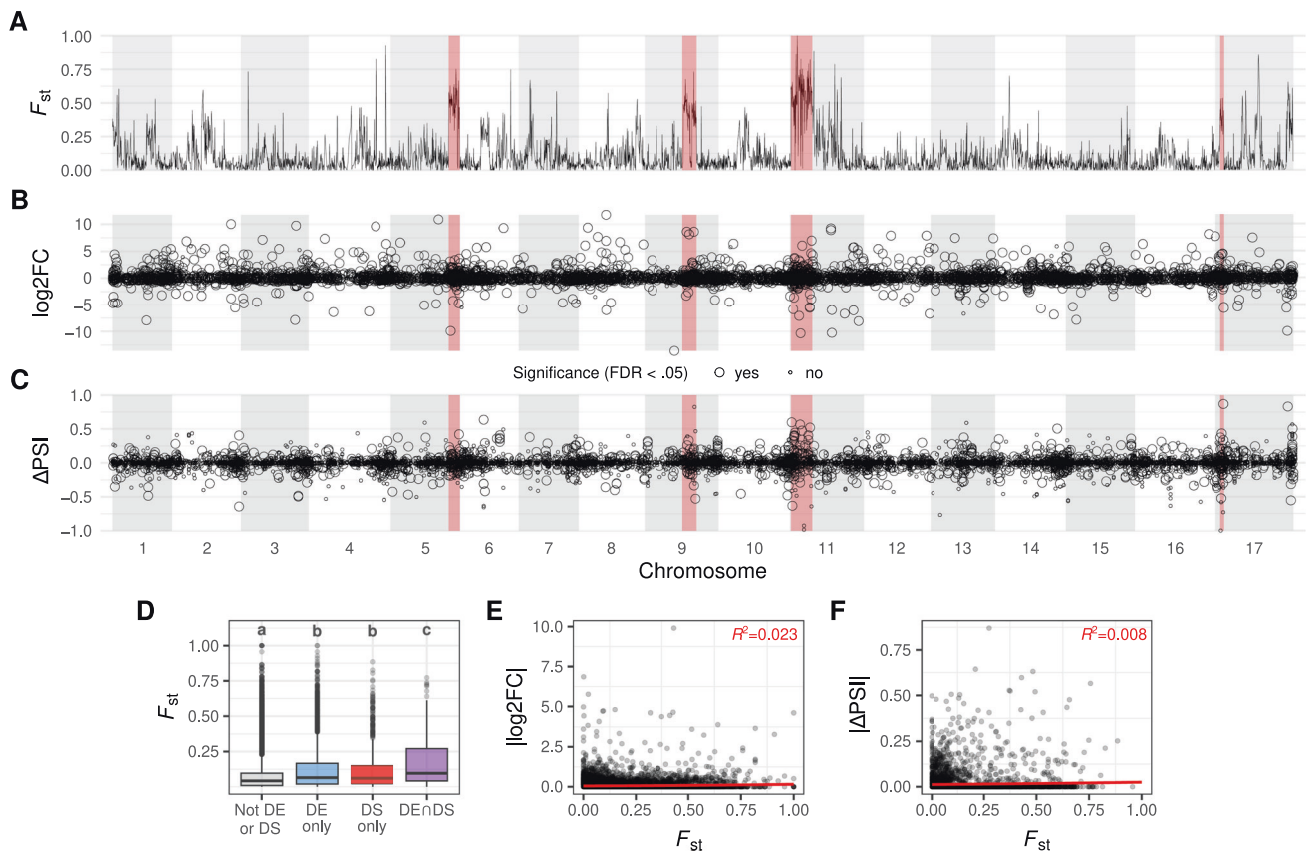 A
1.00
0.75
0.50
0.25
0.00
Fst
B
10
5
0
−5
−10
log2FC
Significance (FDR < .05) yes no
C
1.0
0.5
0.0
−0.5
−1.0
ΔPSI
1 2 3 4 5 6 7 8 9 10 11 12 13 14 15 16 17
Chromosome
D
a b b c
1.00
0.75
0.50
0.25
Fst
Not DE or DS
DE only
DS only
DE∩DS
E
R²=0.023
10.0
7.5
5.0
2.5
0.0
|log2FC|
0.00 0.25 0.50 0.75 1.00
Fst
F
R²=0.008
0.75
0.50
0.25
0.00
|ΔPSI|
0.00 0.25 0.50 0.75 1.00
Fst